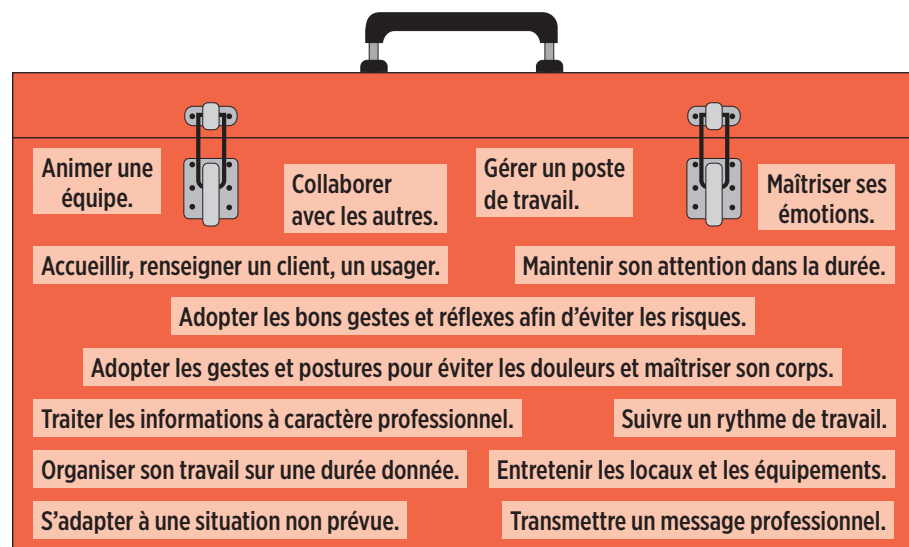 Animer une
équipe.
Collaborer
avec les autres.
Gérer un poste
de travail.
Maîtriser ses
émotions.
Accueillir, renseigner un client, un usager.
Maintenir son attention dans la durée.
Adopter les bons gestes et réflexes afin d’éviter les risques.
Adopter les gestes et postures pour éviter les douleurs et maîtriser son corps.
Traiter les informations à caractère professionnel.
Suivre un rythme de travail.
Organiser son travail sur une durée donnée.
Entretenir les locaux et les équipements.
S’adapter à une situation non prévue.
Transmettre un message professionnel.